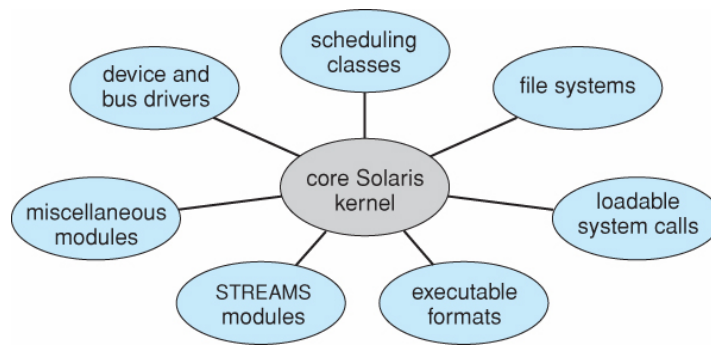 scheduling
classes
device and
bus drivers
file systems
core Solaris
kernel
miscellaneous
modules
loadable
system calls
STREAMS
modules
executable
formats